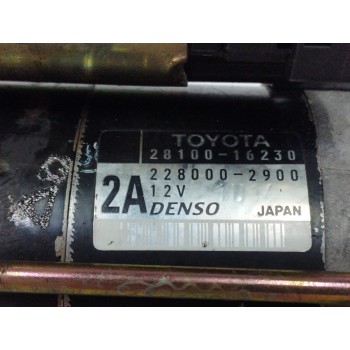 TOYOTA
28100-16230
228000-2900
2A 12V
DENSO JAPAN